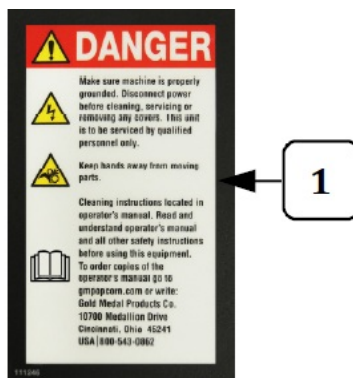 DANGER
Make sure machine is properly
grounded. Disconnect power
before cleaning, servicing or
removing any covers. This unit
is to be serviced by qualified
personnel only.
Keep hands away from moving
parts.
Cleaning instructions located in
operator's manual. Read and
understand operator's manual
and all other safety instructions
before using this equipment.
To order copies of the
operator's manual go to
gmpopcorn.com or write:
Gold Medal Products Co.
10700 Medallion Drive
Cincinnati, Ohio 45241
USA|800-543-0862
111246
1